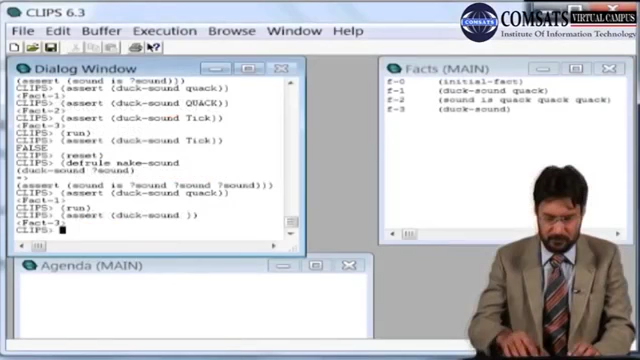 CLIPS 6.3
COMSATS VIRTUAL CAMPUS
Institute Of Information Technology
File Edit Buffer Execution Browse Window Help
Dialog Window
(assert (sound is ?sound)))
CLIPS> (assert (duck-sound quack))
<Fact-1>
CLIPS> (assert (duck-sound QUACK))
<Fact-2>
CLIPS> (assert (duck-sound Tick))
<Fact-3>
CLIPS> (run)
CLIPS> (assert (duck-sound Tick))
FALSE
CLIPS> (reset)
CLIPS> (defrule make-sound
(duck-sound ?sound)
=>
(assert (sound is ?sound ?sound ?sound)))
CLIPS> (assert (duck-sound quack))
<Fact-1>
CLIPS> (run)
CLIPS> (assert (duck-sound ))
<Fact-3>
CLIPS>
Facts (MAIN)
f-0 (initial-fact)
f-1 (duck-sound quack)
f-2 (sound is quack quack quack)
f-3 (duck-sound)
Agenda (MAIN)